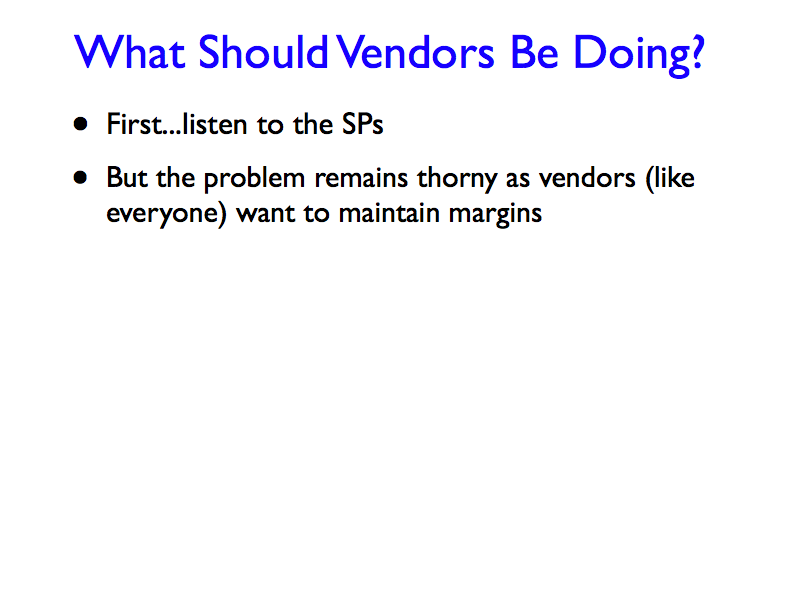 What Should Vendors Be Doing?
• First...listen to the SPs
• But the problem remains thorny as vendors (like
everyone) want to maintain margins